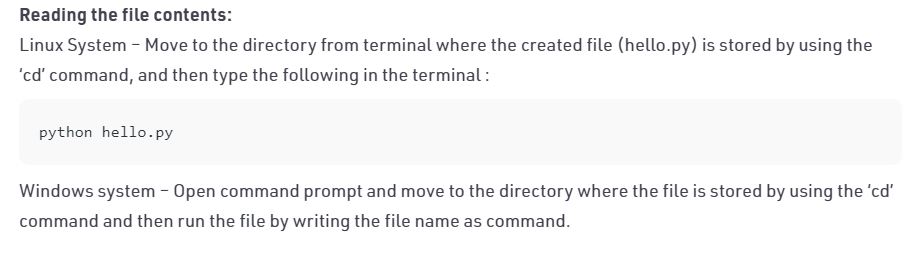 Reading the file contents:
Linux System – Move to the directory from terminal where the created file (hello.py) is stored by using the
‘cd’ command, and then type the following in the terminal :
python hello.py
Windows system – Open command prompt and move to the directory where the file is stored by using the ‘cd’
command and then run the file by writing the file name as command.